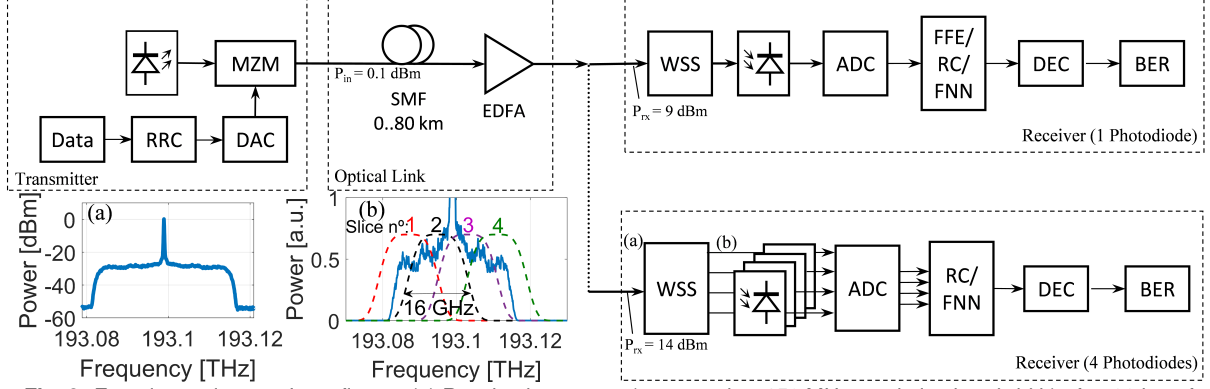 MZM
Data
RRC
DAC
Transmitter
P_in = 0.1 dBm
SMF
0..80 km
EDFA
Optical Link
WSS
P_rx = 9 dBm
ADC
FFE/
RC/
FNN
DEC
BER
Receiver (1 Photodiode)
(a)
Power [dBm]
0
-20
-40
-60
193.08
193.1
193.12
Frequency [THz]
(b)
Slice nº:
1
2
3
4
Power [a.u.]
1
0.5
0
16 GHz
193.08
193.1
193.12
Frequency [THz]
(a)
WSS
(b)
P_rx = 14 dBm
ADC
RC/
FNN
DEC
BER
Receiver (4 Photodiodes)